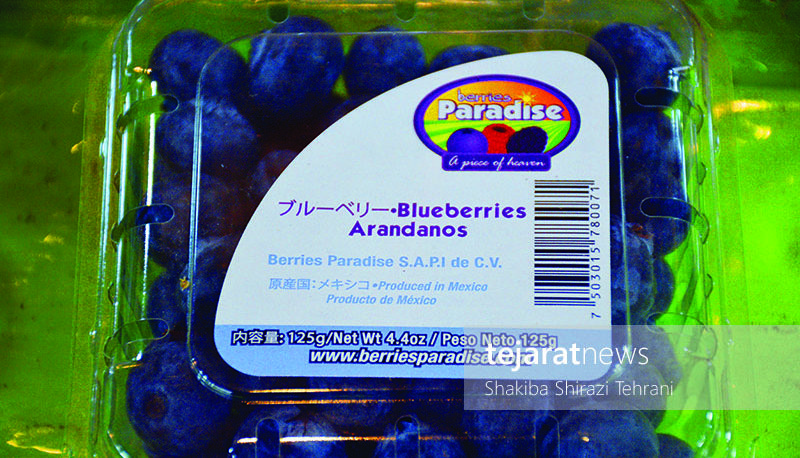 berries
Paradise
A piece of heaven
ブルーベリー•Blueberries
Arandanos
Berries Paradise S.A.P.I de C.V.
原産国:メキシコ•Produced in Mexico
Producto de México
7 503015 780071
内容量: 125g/Net Wt 4.4oz / Peso Neto 125g
www.berriesparadise.com
tejaratnews
Shakiba Shirazi Tehrani